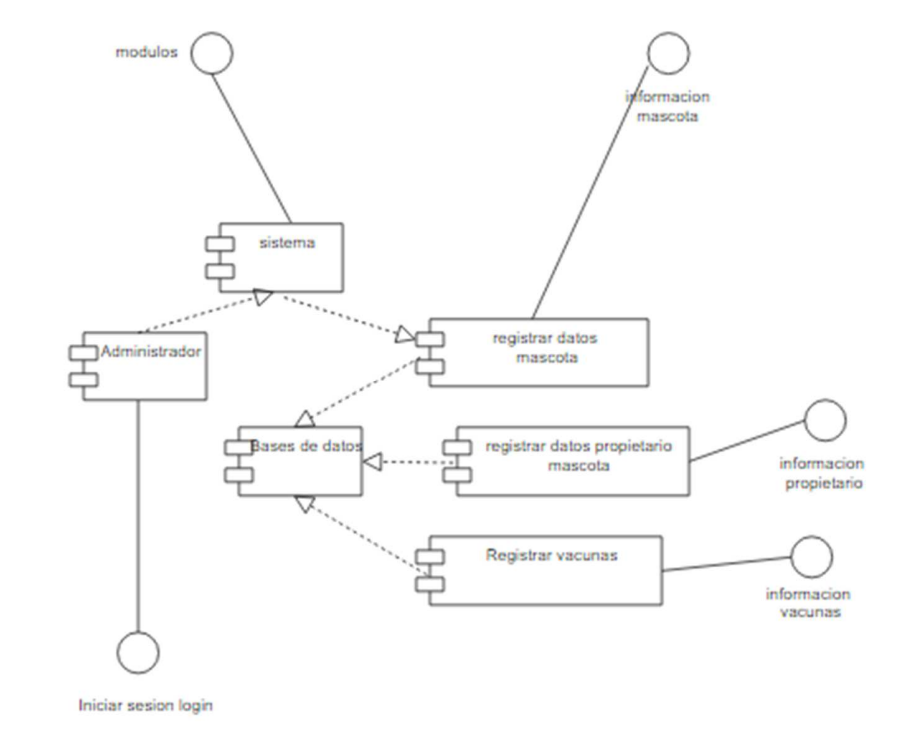 modulos
informacion
mascota
sistema
registrar datos
mascota
Administrador
Bases de datos
registrar datos propietario
mascota
informacion
propietario
Registrar vacunas
informacion
vacunas
Iniciar sesion login